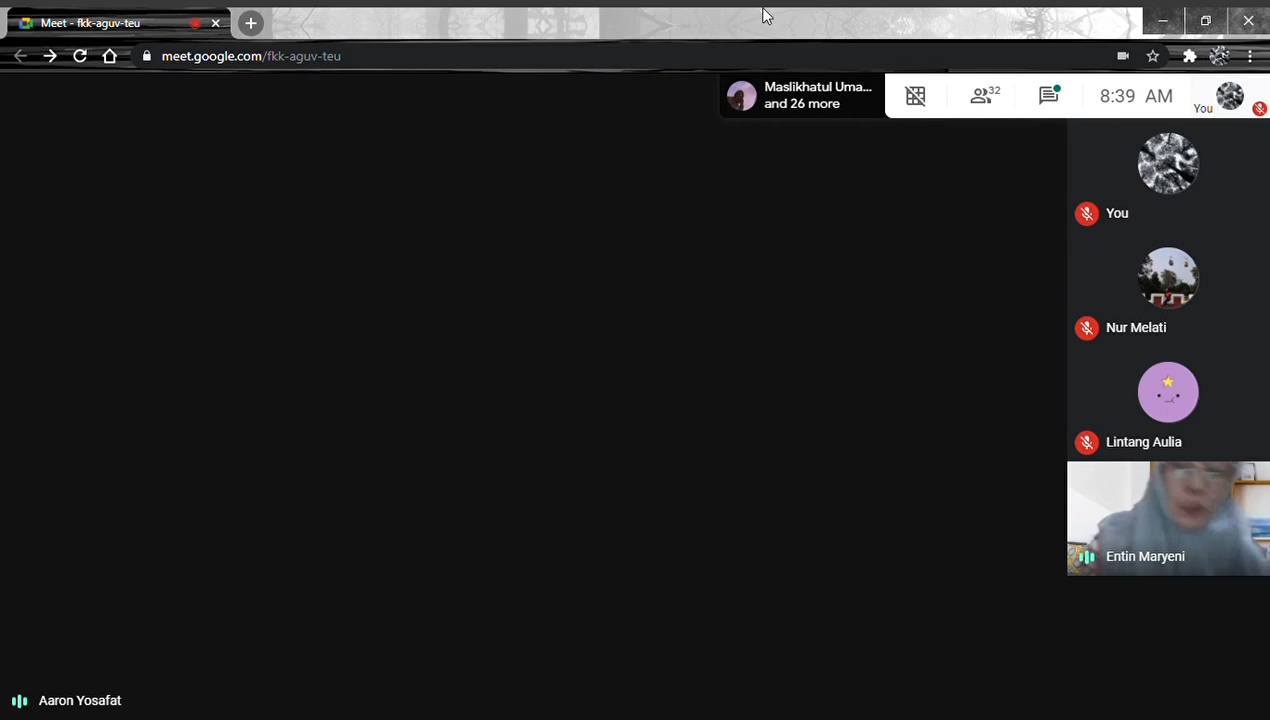 Meet - fkk-aguv-teu
meet.google.com/fkk-aguv-teu
Maslikhatul Uma...
and 26 more
32
8:39 AM
You
You
Nur Melati
Lintang Aulia
Entin Maryeni
Aaron Yosafat